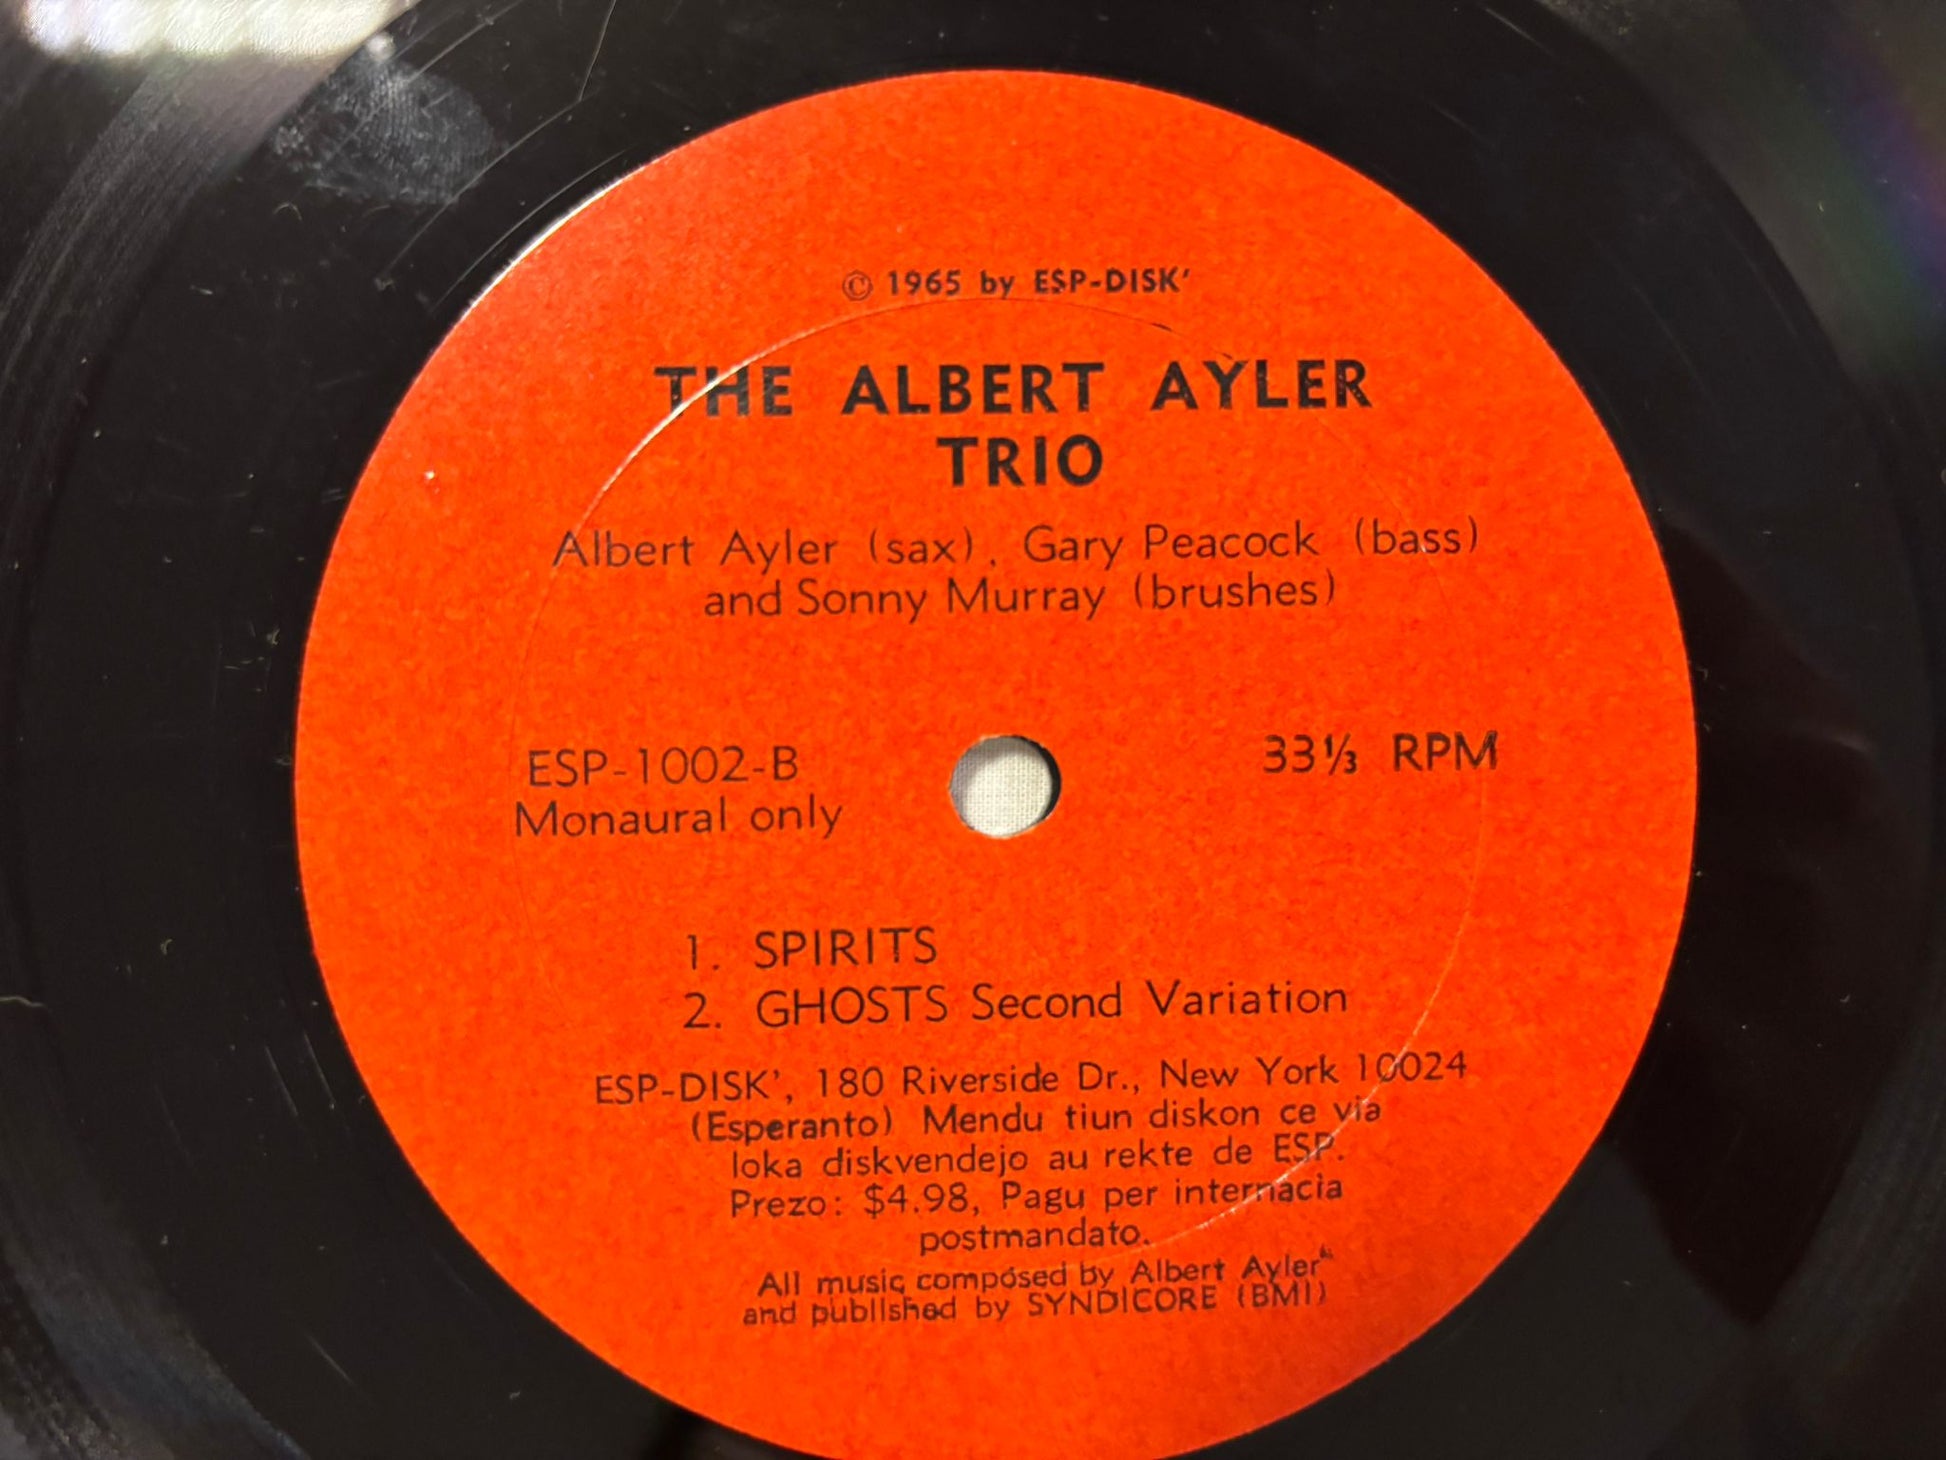 © 1965 by ESP-DISK'
THE ALBERT AYLER
TRIO
Albert Ayler (sax), Gary Peacock (bass)
and Sonny Murray (brushes)
ESP-1002-B
Monaural only
33⅓ RPM
1. SPIRITS
2. GHOSTS Second Variation
ESP-DISK', 180 Riverside Dr., New York 10024
(Esperanto) Mendu tiun diskon ce via
loka diskvendejo au rekte de ESP.
Prezo: $4.98, Pagu per internacia
postmandato.
All music composed by Albert Ayler
and published by SYNDICORE (BMI)